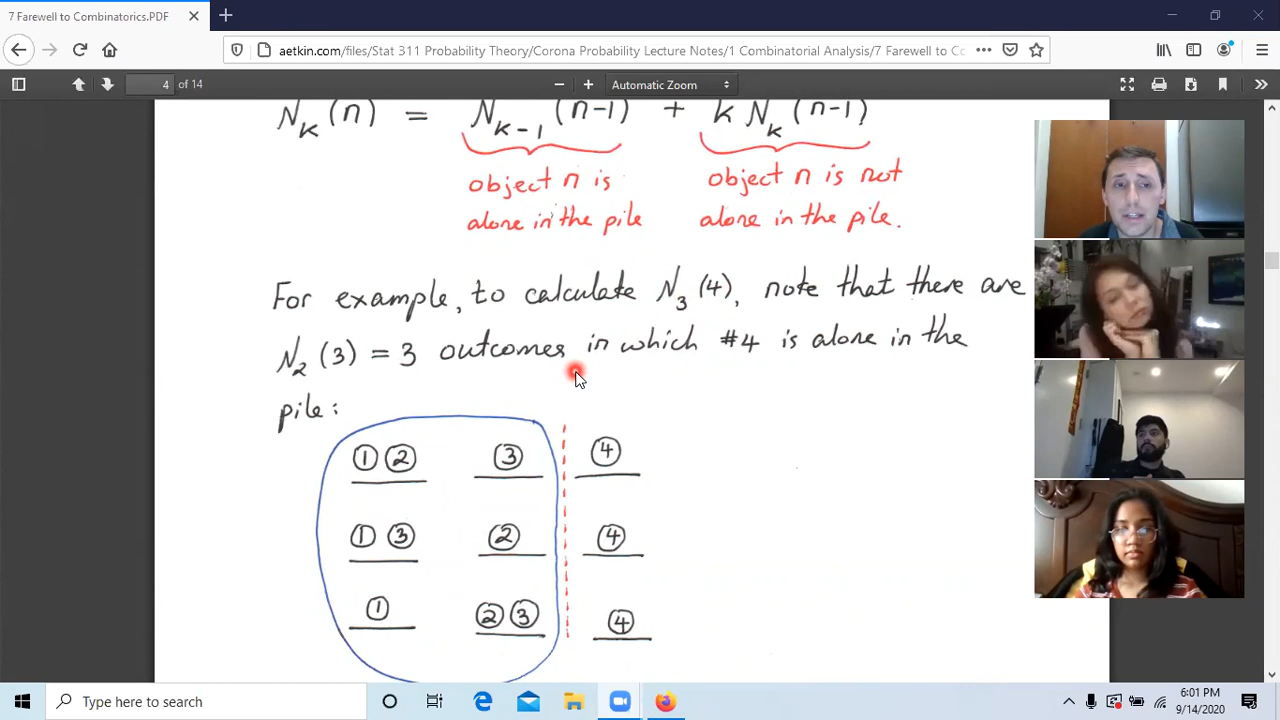 7 Farewell to Combinatorics.PDF
aetkin.com/files/Stat 311 Probability Theory/Corona Probability Lecture Notes/1 Combinatorial Analysis/7 Farewell to Co
4 of 14
Automatic Zoom
N_k (n) = N_{k-1} (n-1) + k N_k (n-1)
object n is object n is not
alone in the pile alone in the pile.
For example, to calculate N_3 (4), note that there are
N_2 (3) = 3 outcomes in which #4 is alone in the
pile:
① ② ③ ④
① ③ ② ④
① ② ③ ④
Type here to search
6:01 PM
9/14/2020